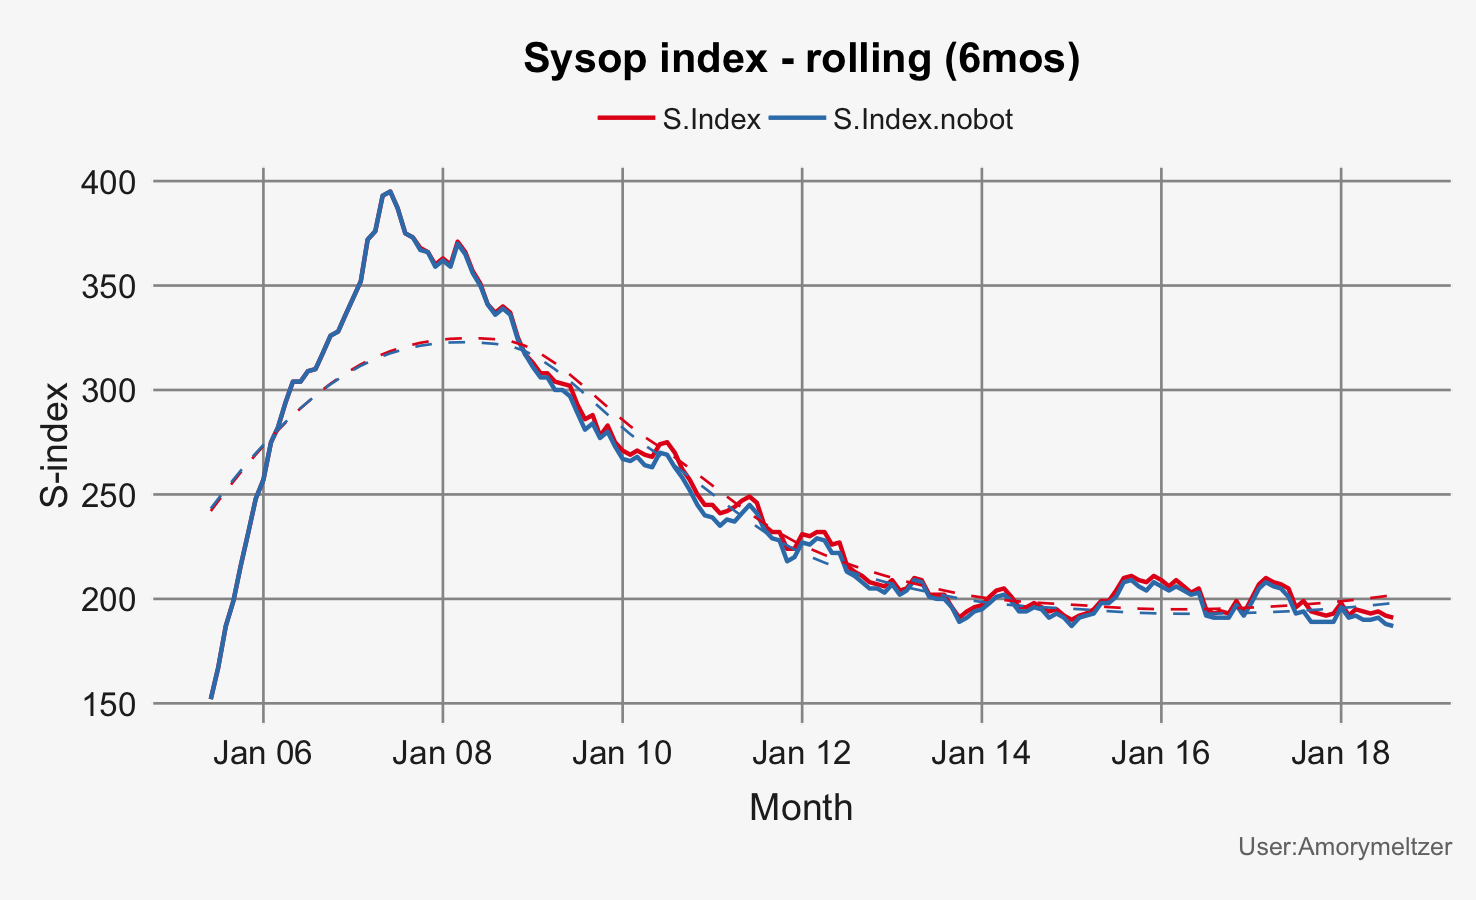 Sysop index - rolling (6mos)
S.Index S.Index.nobot
400
350
300
250
200
150
S-index
Jan 06 Jan 08 Jan 10 Jan 12 Jan 14 Jan 16 Jan 18
Month
User:Amorymeltzer